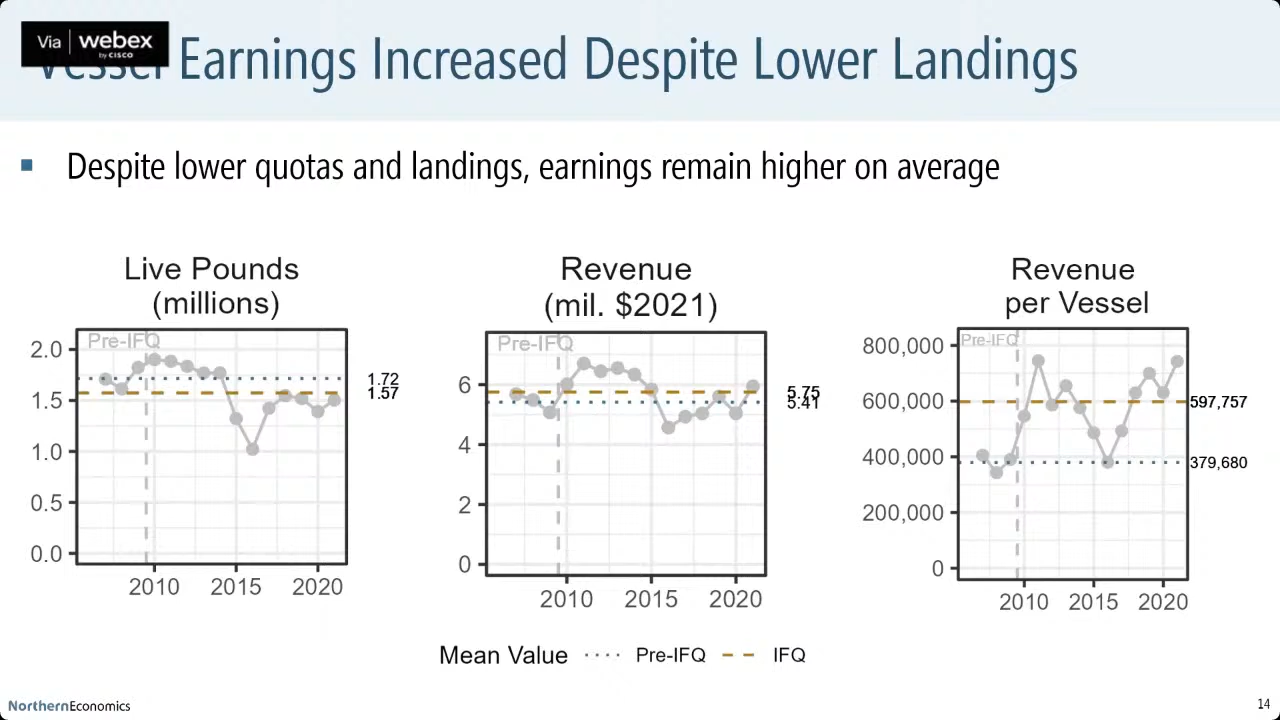 Via webex
by CISCO
Earnings Increased Despite Lower Landings
Despite lower quotas and landings, earnings remain higher on average
Live Pounds
(millions)
Pre-IFQ
2.0
1.5
1.0
0.5
0.0
1.72
1.57
2010 2015 2020
Revenue
(mil. $2021)
Pre-IFQ
6
4
2
0
5.75
5.41
2010 2015 2020
Revenue
per Vessel
Pre-IFQ
800,000
600,000
400,000
200,000
0
597,757
379,680
2010 2015 2020
Mean Value Pre-IFQ IFQ
NorthernEconomics
14